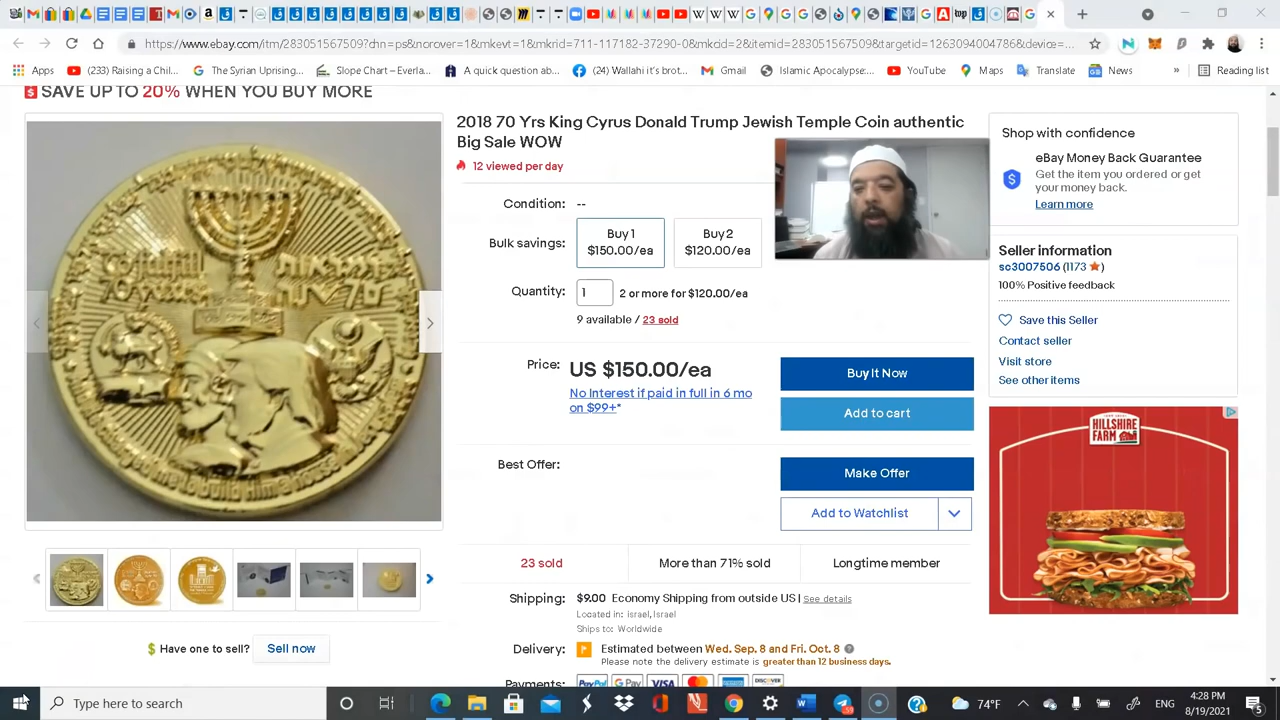 https://www.ebay.com/itm/283051567509?chn=ps&norover=1&mkevt=1&mkrid=711-117182-37290-0&mkcid=2&itemid=283051567509&targetid=1263094004786&device=...
Apps
(233) Raising a Chil...
The Syrian Uprising...
Slope Chart – Everla...
A quick question ab...
(24) Wallahi it's brot...
Gmail
Islamic Apocalypse:...
YouTube
Maps
Translate
News
»
Reading list
SAVE UP TO 20% WHEN YOU BUY MORE
2018 70 Yrs King Cyrus Donald Trump Jewish Temple Coin authentic
Big Sale WOW
12 viewed per day
Condition: --
Bulk savings:
Buy 1
$150.00/ea
Buy 2
$120.00/ea
Quantity: 1 2 or more for $120.00/ea
9 available / 23 sold
Price: US $150.00/ea
No Interest if paid in full in 6 mo
on $99+*
Buy It Now
Add to cart
Best Offer:
Make Offer
Add to Watchlist
23 sold
More than 71% sold
Longtime member
Shipping: $9.00 Economy Shipping from outside US | See details
Located in: israel, Israel
Ships to: Worldwide
Delivery: Estimated between Wed. Sep. 8 and Fri. Oct. 8
Please note the delivery estimate is greater than 12 business days.
Payments: PayPal G Pay VISA
DISCOVER
Have one to sell? Sell now
Shop with confidence
eBay Money Back Guarantee
Get the item you ordered or get
your money back.
Learn more
Seller information
sc3007506 (1173)
100% Positive feedback
Save this Seller
Contact seller
Visit store
See other items
HILLSHIRE
FARM
Type here to search
74°F
ENG
4:28 PM
8/19/2021